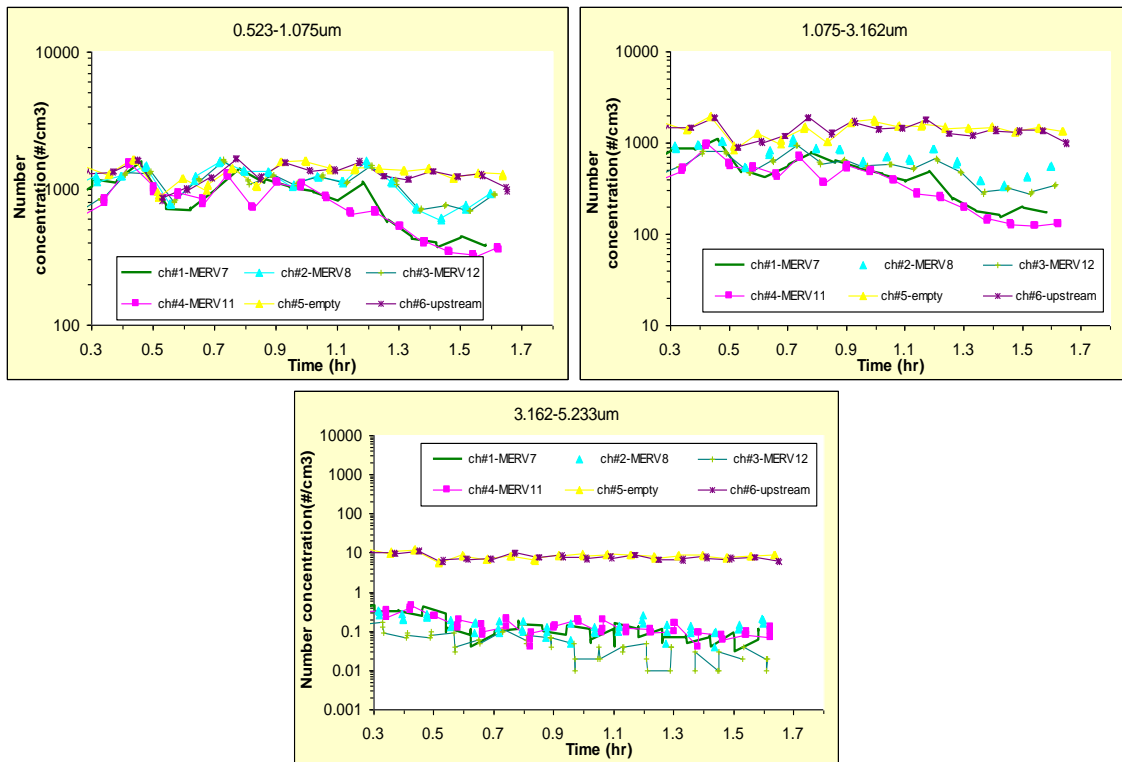 0.523-1.075um
Number concentration(#/cm3)
10000
1000
100
ch#1-MERV7 ch#2-MERV8 ch#3-MERV12
ch#4-MERV11 ch#5-empty ch#6-upstream
0.3 0.5 0.7 0.9 1.1 1.3 1.5 1.7
Time (hr)
1.075-3.162um
Number concentration(#/cm3)
10000
1000
100
10
ch#1-MERV7 ch#2-MERV8 ch#3-MERV12
ch#4-MERV11 ch#5-empty ch#6-upstream
0.3 0.5 0.7 0.9 1.1 1.3 1.5 1.7
Time (hr)
3.162-5.233um
Number concentration(#/cm3)
10000
1000
100
10
1
0.1
0.01
0.001
ch#1-MERV7 ch#2-MERV8 ch#3-MERV12
ch#4-MERV11 ch#5-empty ch#6-upstream
0.3 0.5 0.7 0.9 1.1 1.3 1.5 1.7
Time (hr)